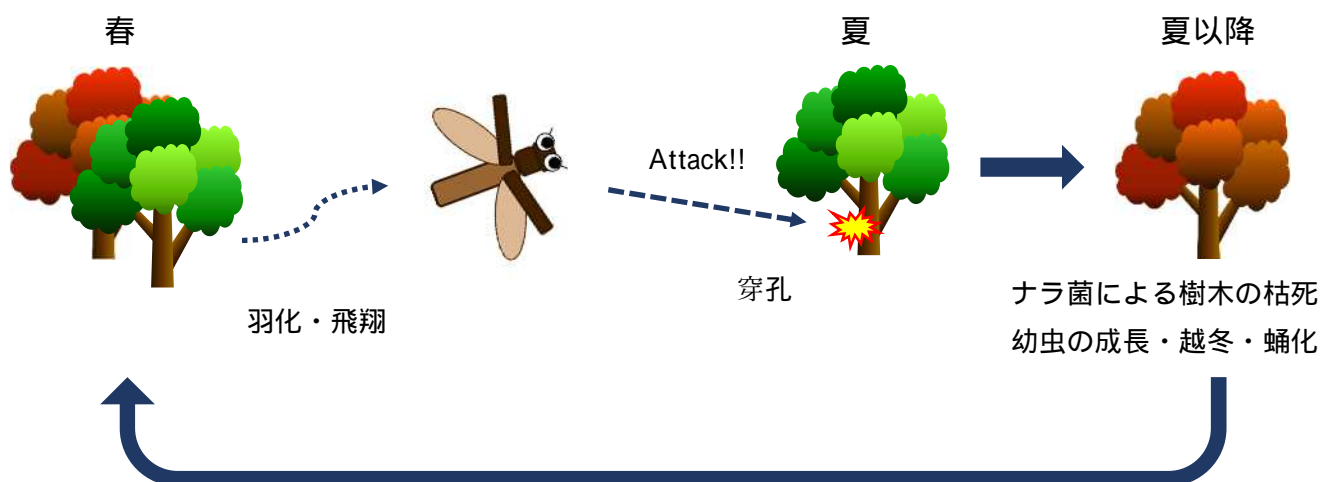 春
夏
夏以降
Attack!!
羽化・飛翔
穿孔
ナラ菌による樹木の枯死
幼虫の成長・越冬・蛹化